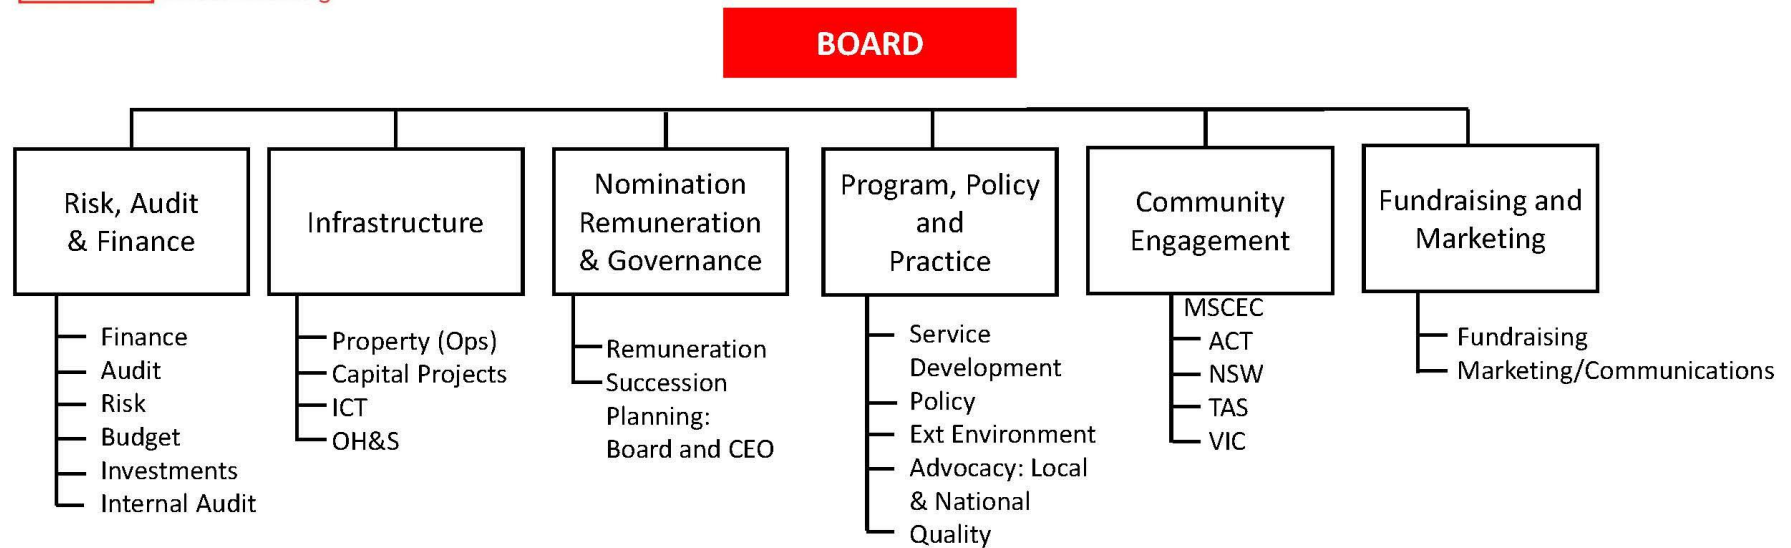 BOARD
Risk, Audit
& Finance
Infrastructure
Nomination
Remuneration
& Governance
Program, Policy
and
Practice
Community
Engagement
Fundraising and
Marketing
Finance
Audit
Risk
Budget
Investments
Internal Audit
Property (Ops)
Capital Projects
ICT
OH&S
Remuneration
Succession
Planning:
Board and CEO
Service
Development
Policy
Ext Environment
Advocacy: Local
& National
Quality
MSCEC
ACT
NSW
TAS
VIC
Fundraising
Marketing/Communications